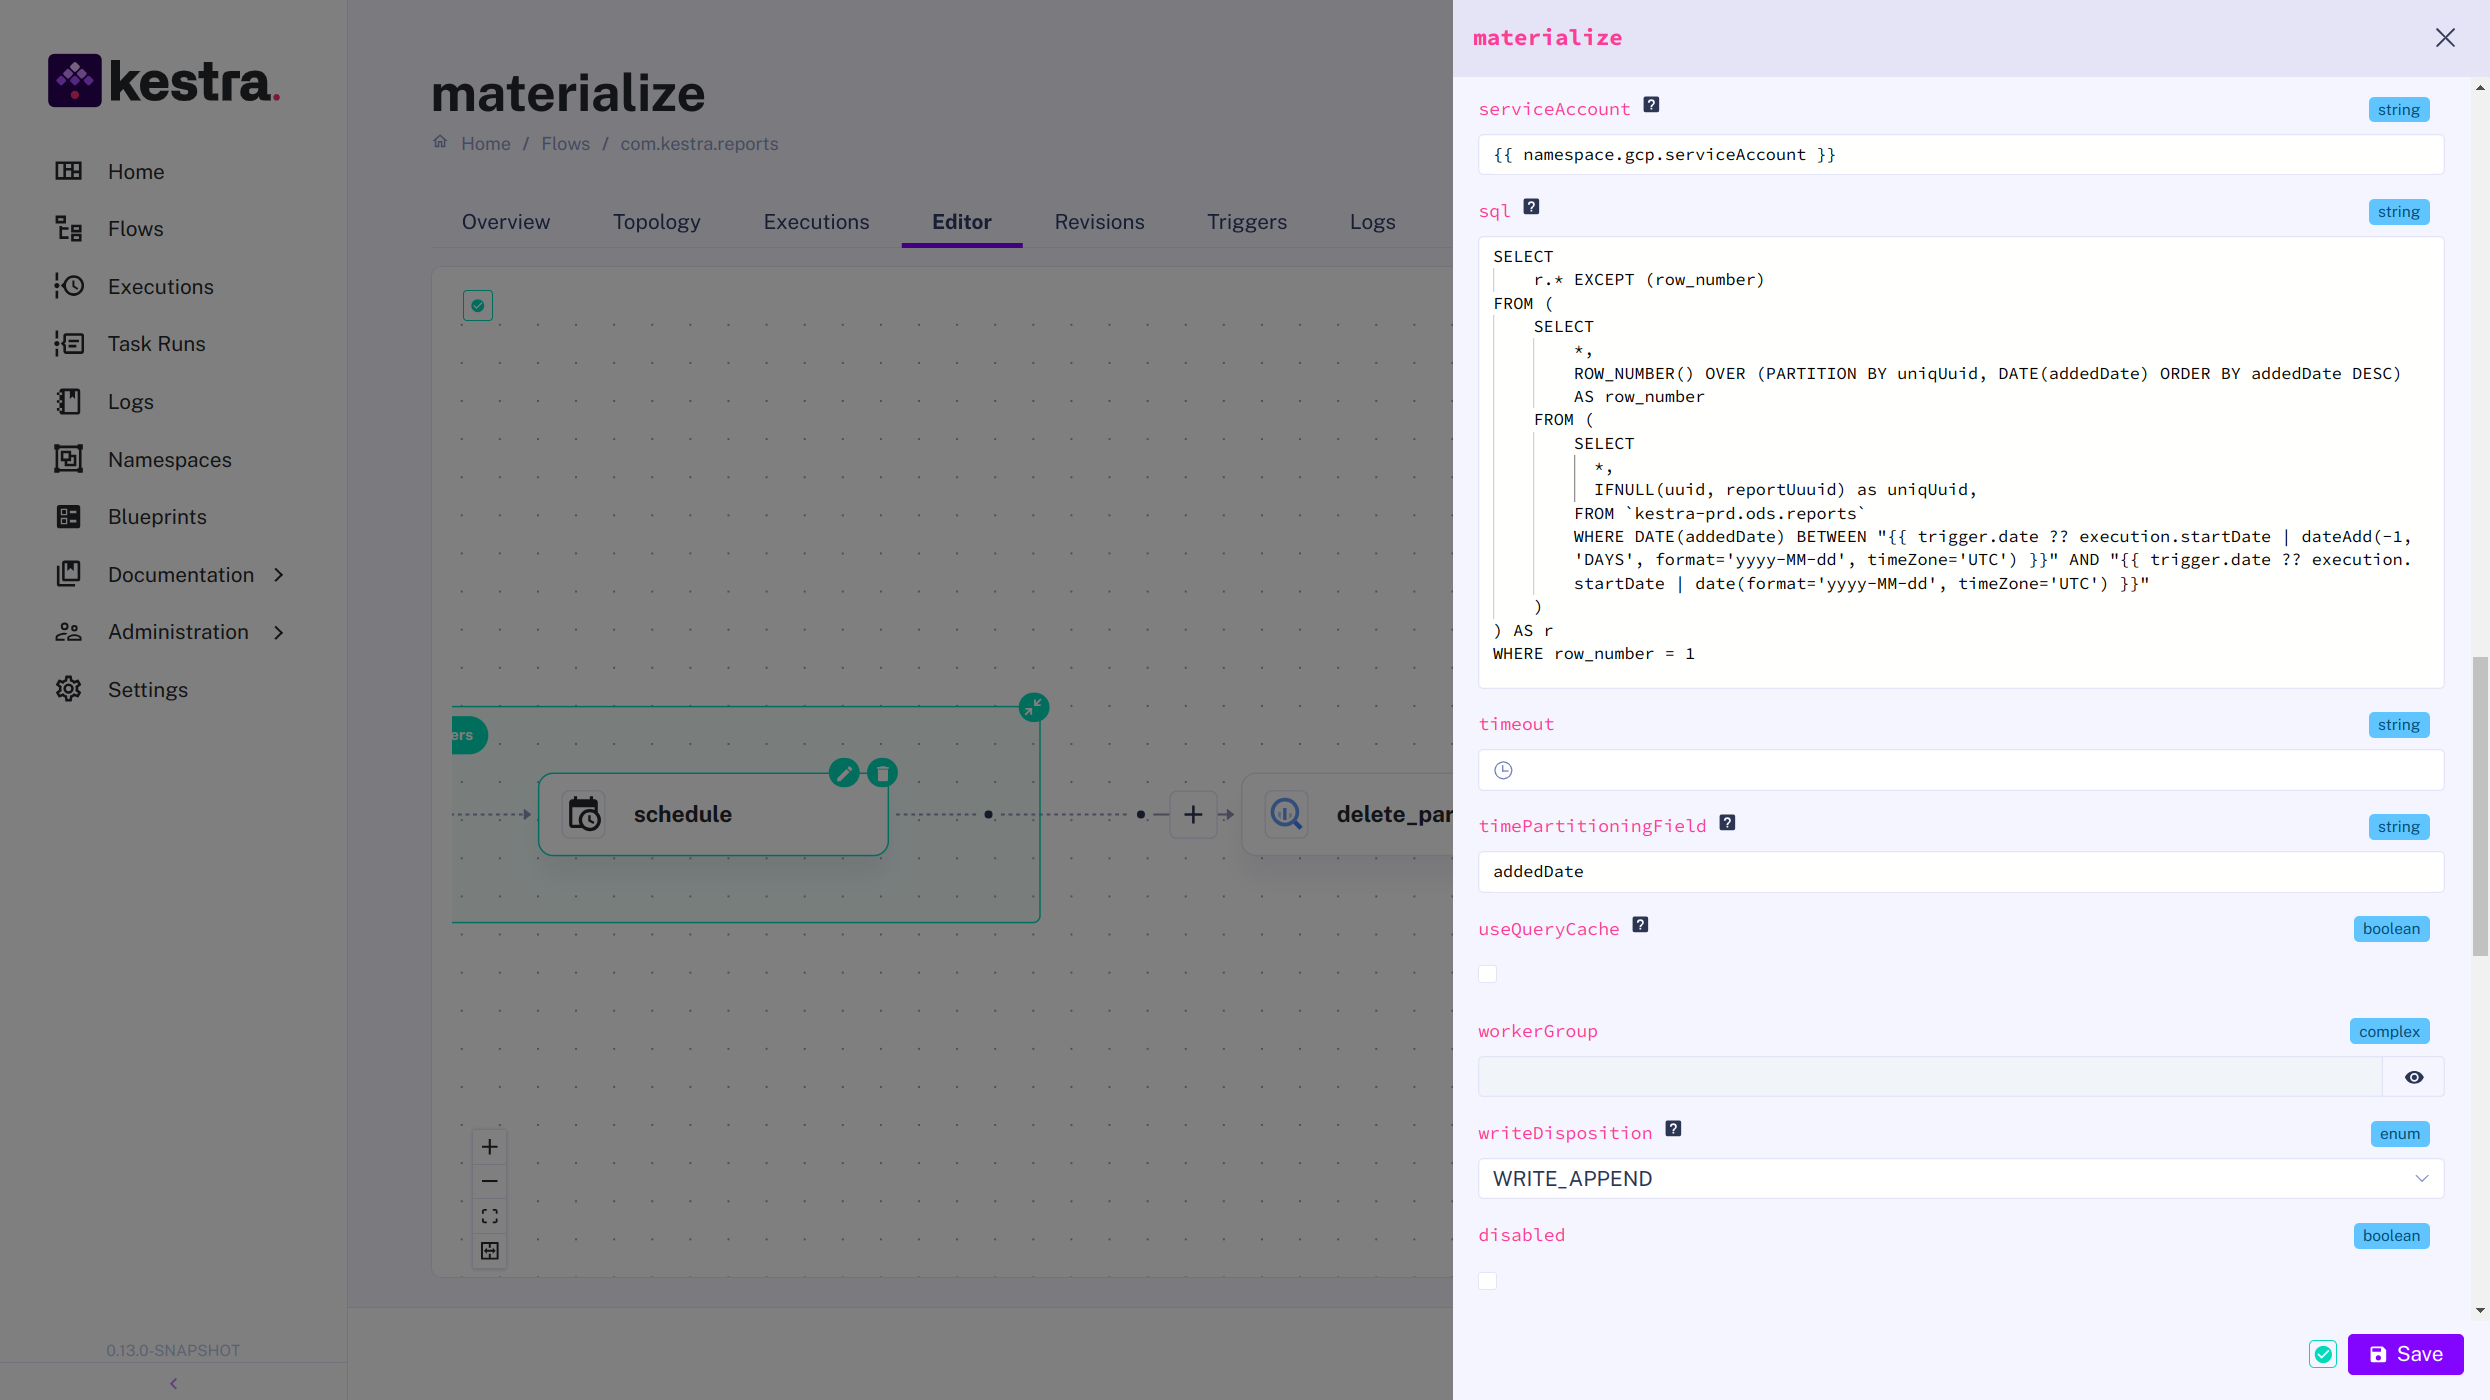 kestra.
Home
Flows
Executions
Task Runs
Logs
Namespaces
Blueprints
Documentation
Administration
Settings
0.13.0-SNAPSHOT
materialize
Home / Flows / com.kestra.reports
Overview Topology Executions Editor Revisions Triggers Logs
ers
schedule
delete_par
materialize
serviceAccount ? string
{{ namespace.gcp.serviceAccount }}
sql ? string
SELECT
r.* EXCEPT (row_number)
FROM (
SELECT
*,
ROW_NUMBER() OVER (PARTITION BY uniqUuid, DATE(addedDate) ORDER BY addedDate DESC)
AS row_number
FROM (
SELECT
*,
IFNULL(uuid, reportUuuid) as uniqUuid,
FROM `kestra-prd.ods.reports`
WHERE DATE(addedDate) BETWEEN "{{ trigger.date ?? execution.startDate | dateAdd(-1,
'DAYS', format='yyyy-MM-dd', timeZone='UTC') }}" AND "{{ trigger.date ?? execution.
startDate | date(format='yyyy-MM-dd', timeZone='UTC') }}"
)
) AS r
WHERE row_number = 1
timeout string
timePartitioningField ? string
addedDate
useQueryCache ? boolean
workerGroup complex
writeDisposition ? enum
WRITE_APPEND
disabled boolean
Save